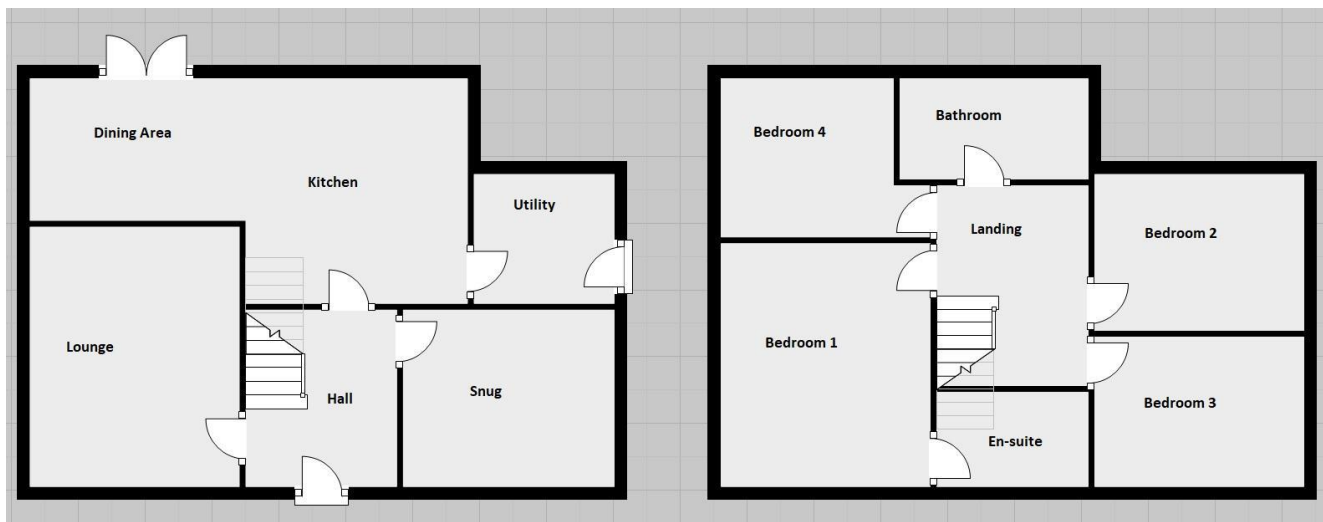 Dining Area
Kitchen
Utility
Lounge
Hall
Snug
Bedroom 4
Bathroom
Landing
Bedroom 2
Bedroom 1
Bedroom 3
En-suite